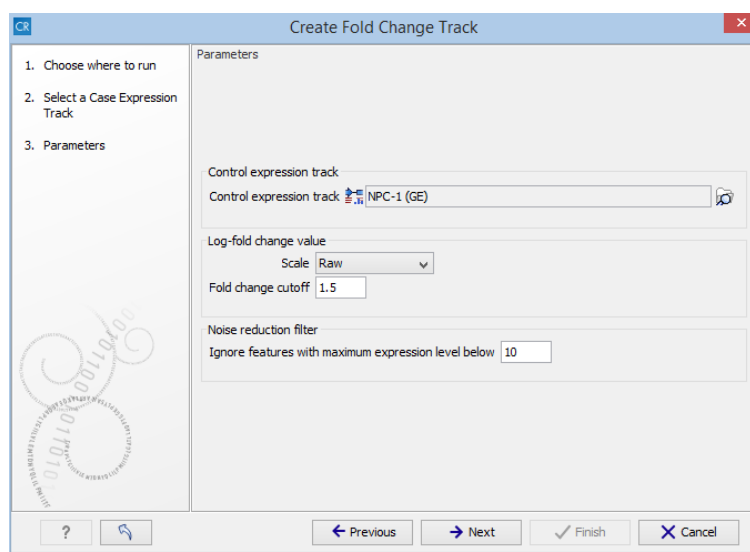 CR Create Fold Change Track
1. Choose where to run
2. Select a Case Expression
Track
3. Parameters
Parameters
Control expression track
Control expression track NPC-1 (GE)
Log-fold change value
Scale Raw
Fold change cutoff 1.5
Noise reduction filter
Ignore features with maximum expression level below 10
? Previous Next Finish Cancel